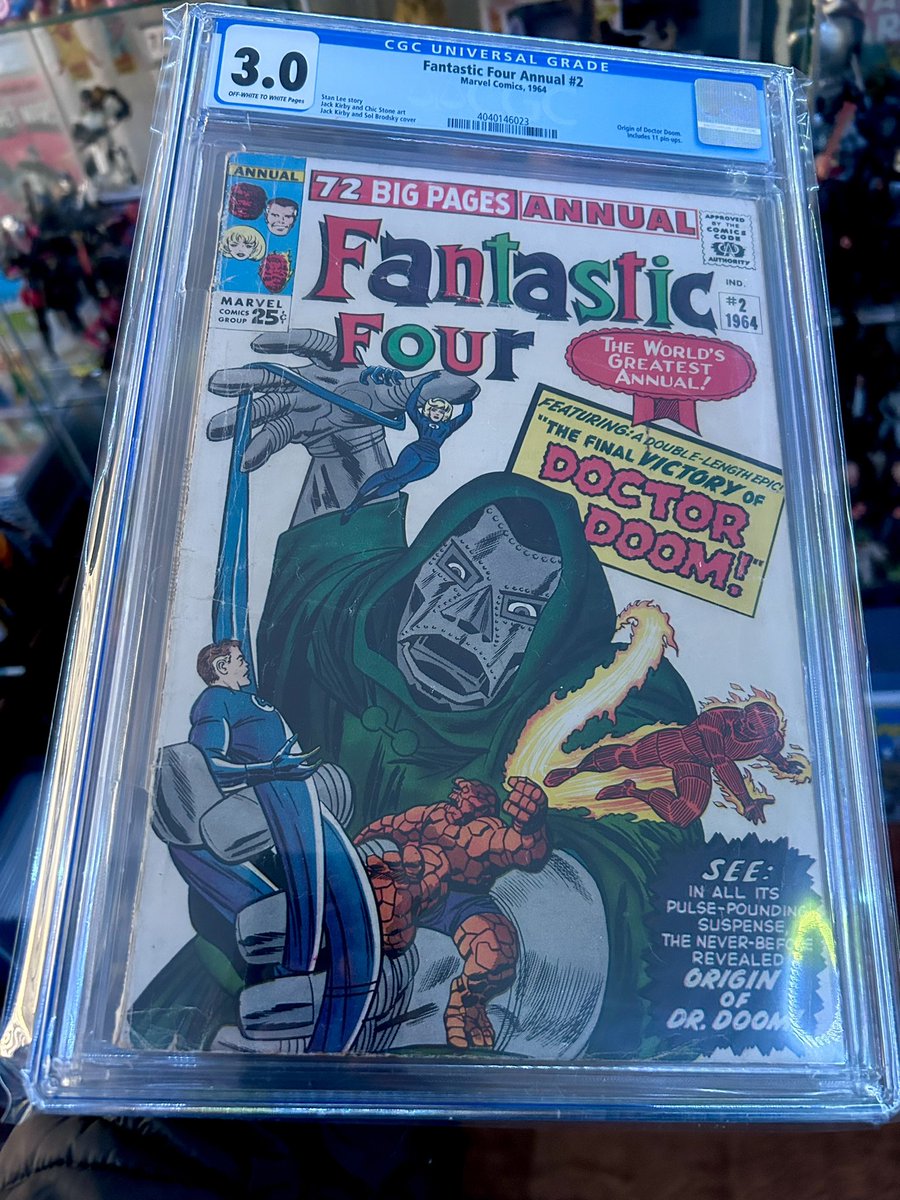 CGC UNIVERSAL GRADE
3.0
OFF-WHITE TO WHITE Pages
Fantastic Four Annual #2
Marvel Comics, 1964
Stan Lee story
Jack Kirby and Chic Stone art
Jack Kirby and Sol Brodsky cover
4040146023
Origin of Doctor Doom.
Includes 11 pin-ups.
ANNUAL
72 BIG PAGES ANNUAL
APPROVED
BY THE
COMICS
CODE
AUTHORITY
MARVEL
COMICS
GROUP
25¢
Fantastic
Four
IND.
#2
1964
THE WORLD'S
GREATEST
ANNUAL!
FEATURING: A DOUBLE-LENGTH EPIC!
"THE FINAL VICTORY OF
DOCTOR
DOOM!"
SEE:
IN ALL ITS
PULSE-POUNDING
SUSPENSE,
THE NEVER-BEFORE
REVEALED
ORIGIN
OF
DR. DOOM